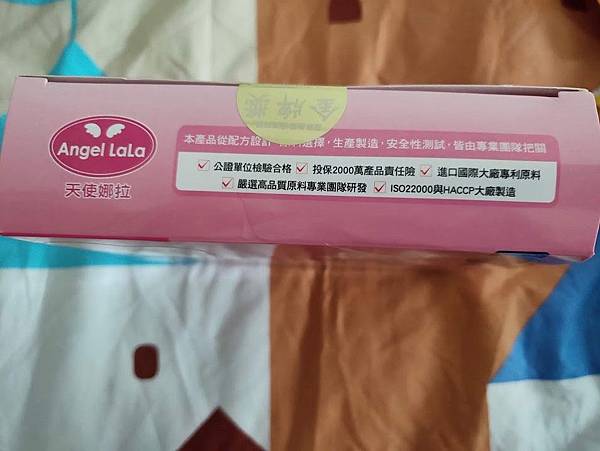 金牌獎
Angel LaLa
天使娜拉
本產品從配方設計，選擇，生產製造，安全性測試，皆由專業團隊把關
公證單位檢驗合格 投保2000萬產品責任險 進口國際大廠專利原料
嚴選高品質原料專業團隊研發 ISO22000與HACCP大廠製造